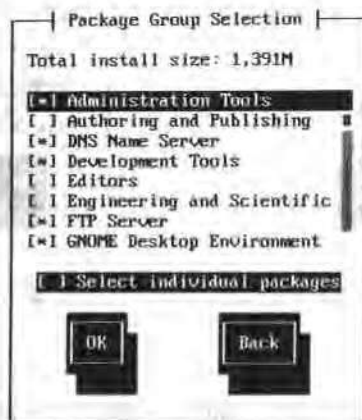 Package Group Selection
Total install size: 1,391M
[*] Administration Tools
[ ] Authoring and Publishing
[*] DNS Name Server
[*] Development Tools
[ ] Editors
[ ] Engineering and Scientific
[*] FTP Server
[*] GNOME Desktop Environment
[ ] Select individual packages
OK
Back